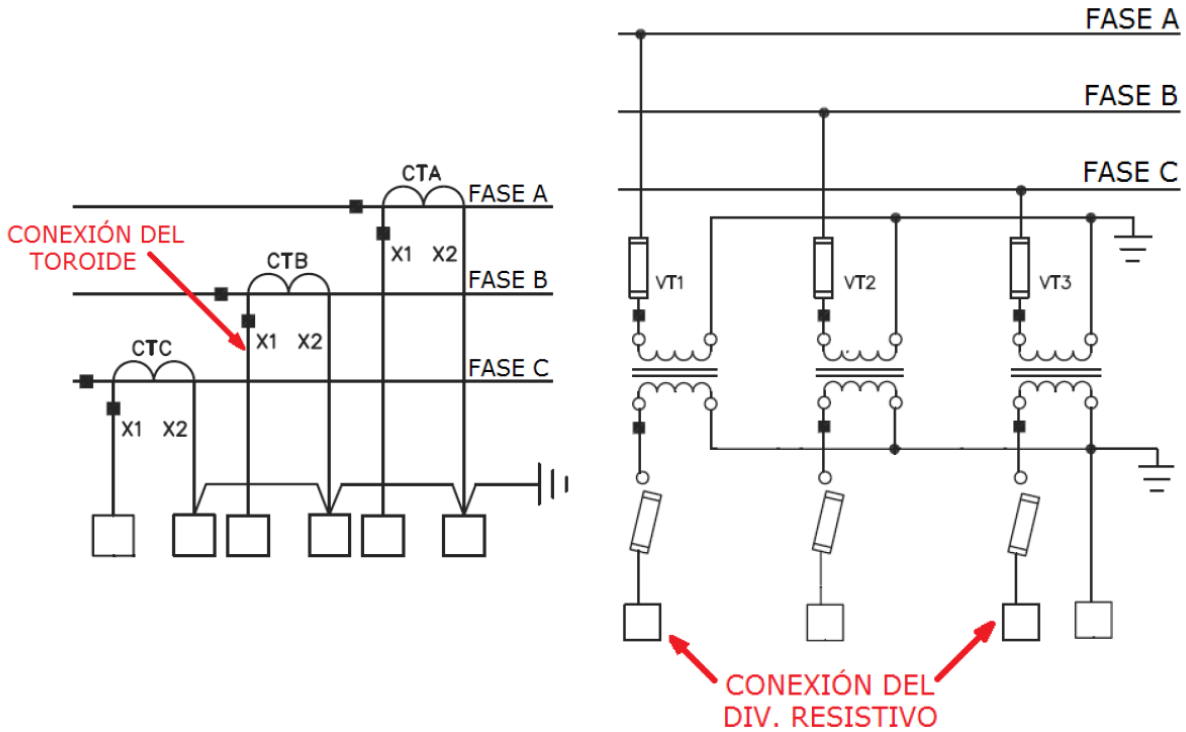 CTA
FASE A
X1 X2
CONEXIÓN DEL
TOROIDE
CTB
FASE B
X1 X2
CTC
FASE C
X1 X2
FASE A
FASE B
FASE C
VT1
VT2
VT3
CONEXIÓN DEL
DIV. RESISTIVO